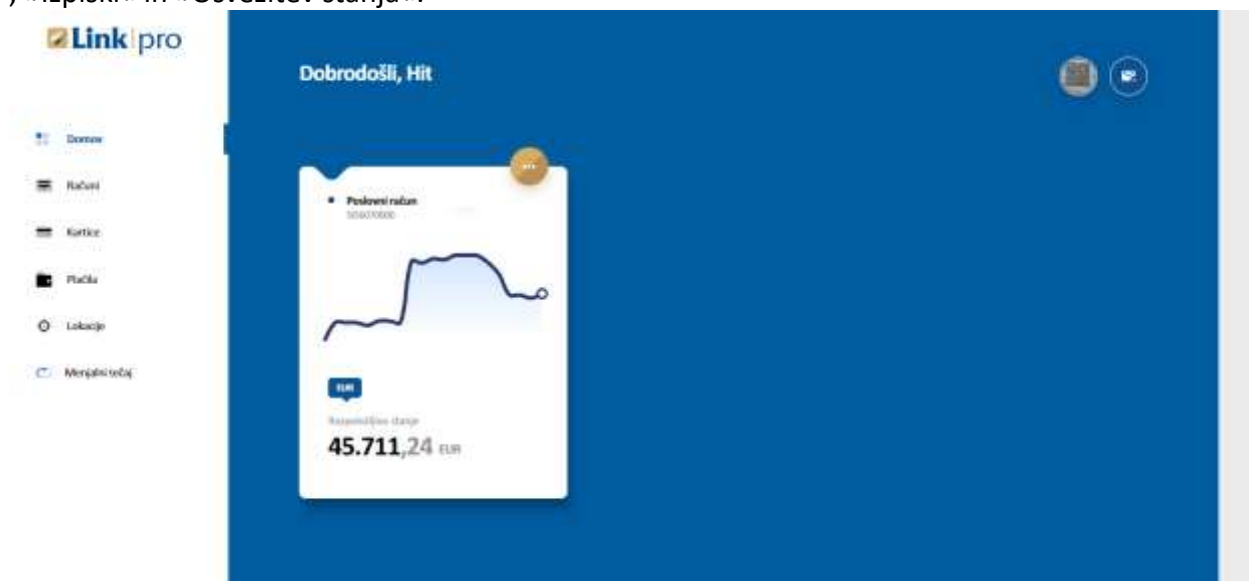 , »Izpiski« in »Osvežitev stanja«.
Link pro
Dobrodošli, Hit
Domov
Računi
Kartice
Plačila
Lokacije
Menjalni tečaj
Poslovni račun
EUR
Razpoložljivo stanje
45.711,24 EUR